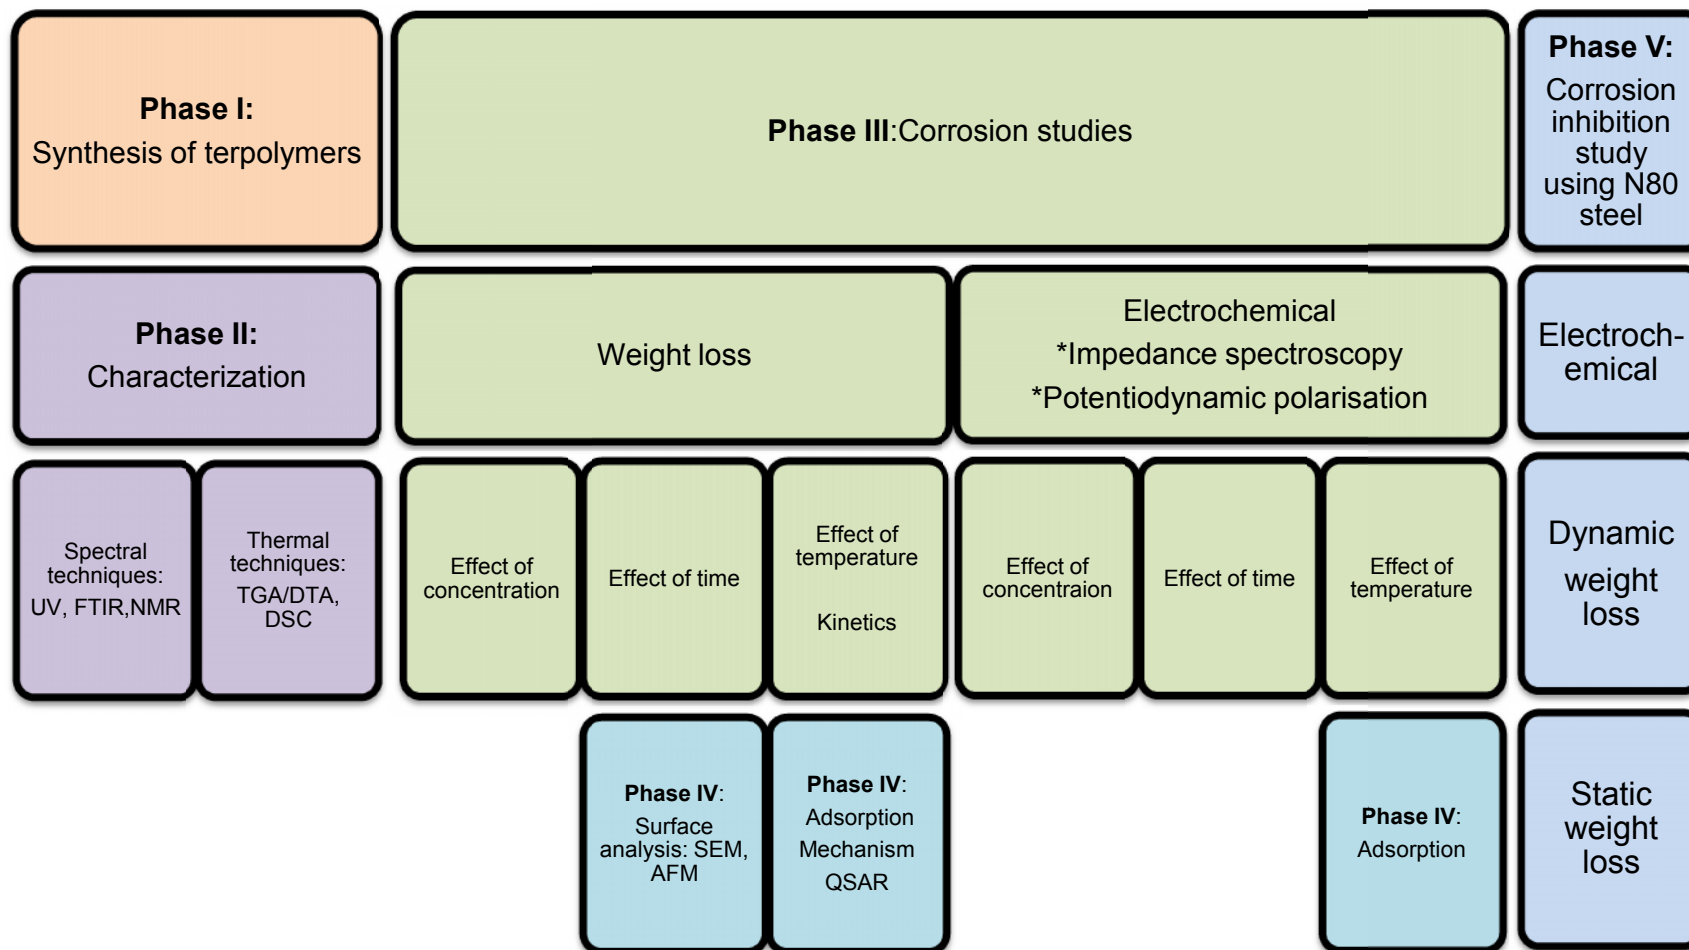 Phase I:
Synthesis of terpolymers
Phase III:Corrosion studies
Phase V:
Corrosion
inhibition
study
using N80
steel
Phase II:
Characterization
Weight loss
Electrochemical
*Impedance spectroscopy
*Potentiodynamic polarisation
Electroch-
emical
Spectral
techniques:
UV, FTIR,NMR
Thermal
techniques:
TGA/DTA,
DSC
Effect of
concentration
Effect of time
Effect of
temperature
Kinetics
Effect of
concentraion
Effect of time
Effect of
temperature
Dynamic
weight
loss
Phase IV:
Surface
analysis: SEM,
AFM
Phase IV:
Adsorption
Mechanism
QSAR
Phase IV:
Adsorption
Static
weight
loss